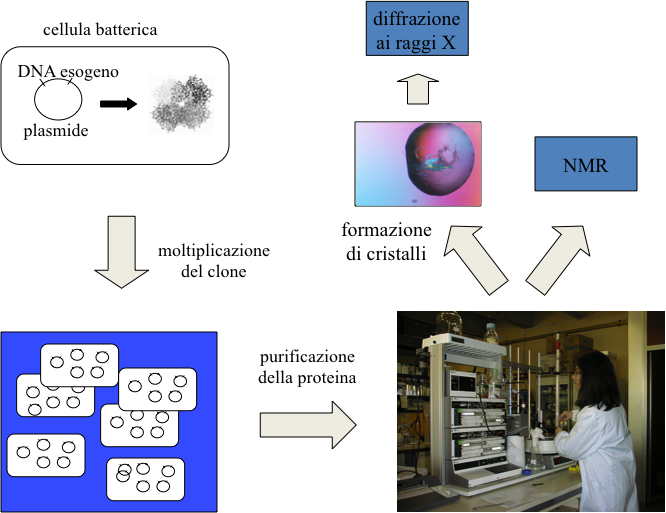 cellula batterica
DNA esogeno
plasmide
moltiplicazione
del clone
purificazione
della proteina
formazione
di cristalli
diffrazione
ai raggi X
NMR